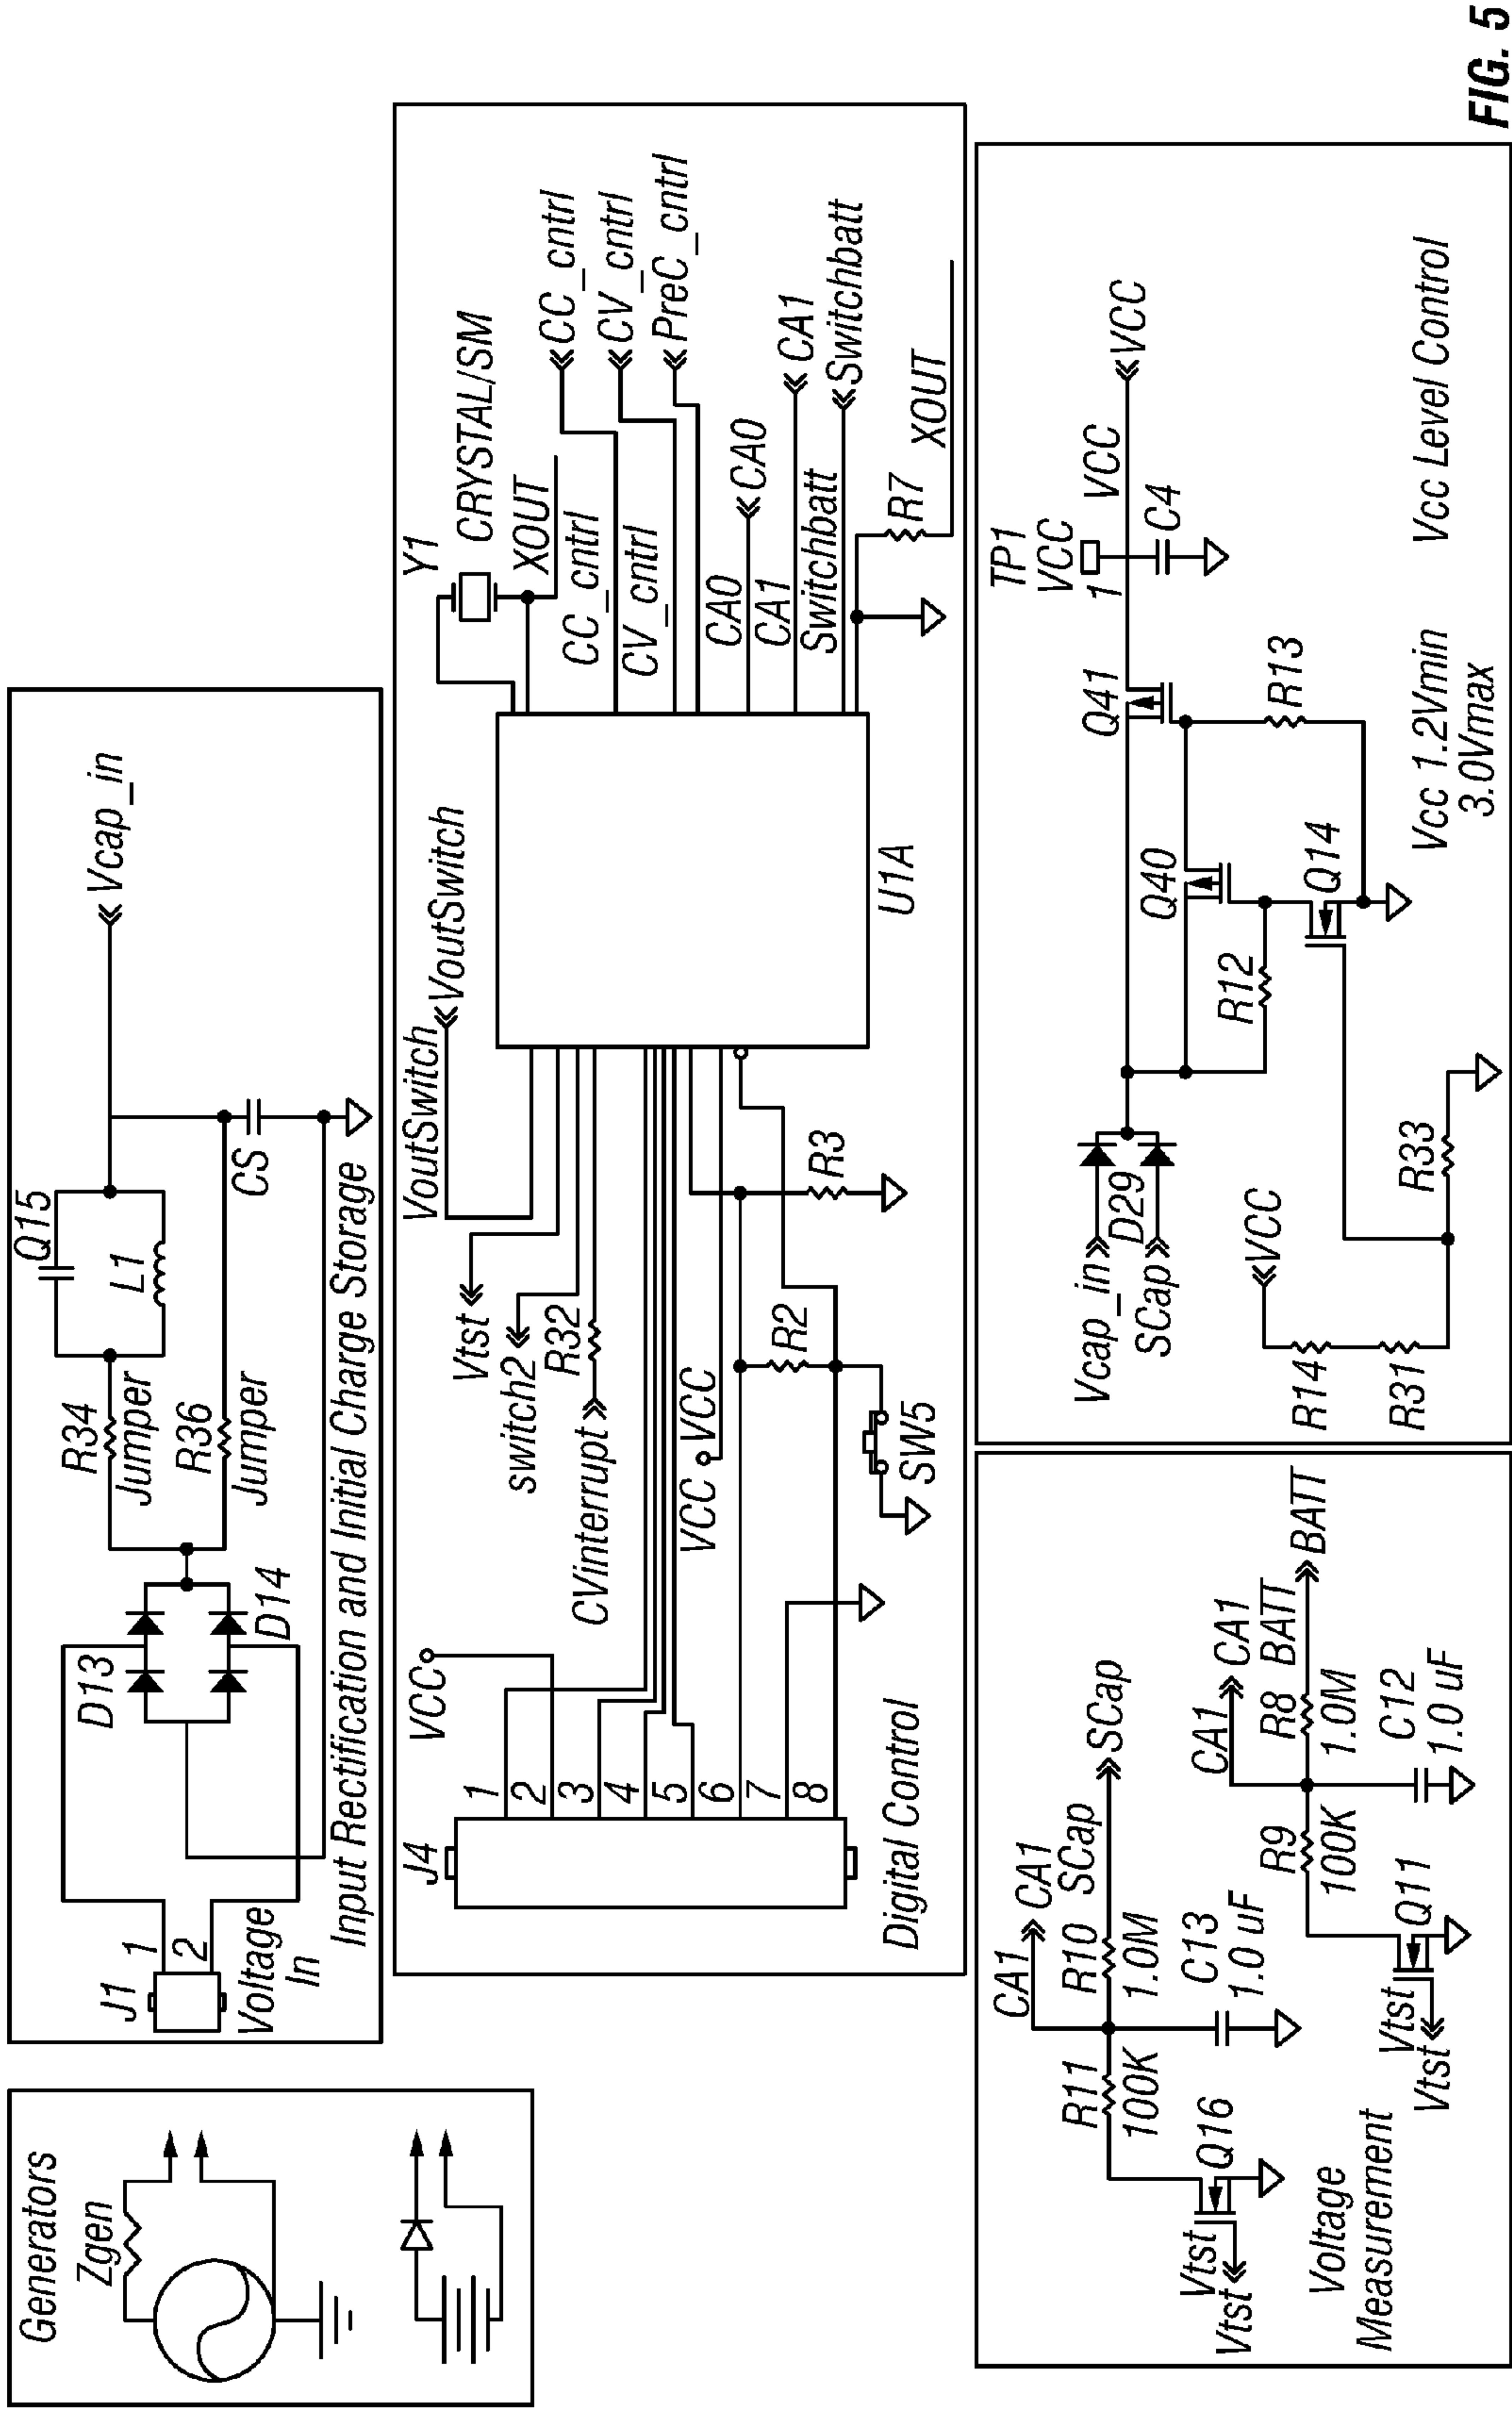 Generators
Zgen
J1
1
2
Voltage
In
D13
D14
R34
Jumper
R36
Jumper
Q15
L1
CS
Vcap_in
Input Rectification and Initial Charge Storage
J4
1
2
3
4
5
6
7
8
VCC
VoutSwitch
VoutSwitch
Vtst
switch2
R32
CVinterrupt
VCC
VCC
R2
R3
SW5
U1A
Y1
CRYSTAL/SM
XOUT
CC_cntrl
CC_cntrl
CV_cntrl
CV_cntrl
PreC_cntrl
CA0
CA0
CA1
CA1
Switchbatt
Switchbatt
R7
XOUT
Digital Control
CA1
CA1
R11
100K
R10
1.0M
SCap
SCap
C13
1.0 uF
Q16
Vtst
Vtst
CA1
CA1
R9
100K
R8
1.0M
BATT
BATT
C12
1.0 uF
Q11
Vtst
Vtst
Voltage
Measurement
Vcap_in
D29
SCap
VCC
R14
R31
R33
R12
Q40
Q14
Q41
R13
TP1
VCC
1
VCC
VCC
C4
Vcc 1.2Vmin
3.0Vmax
Vcc Level Control
FIG. 5